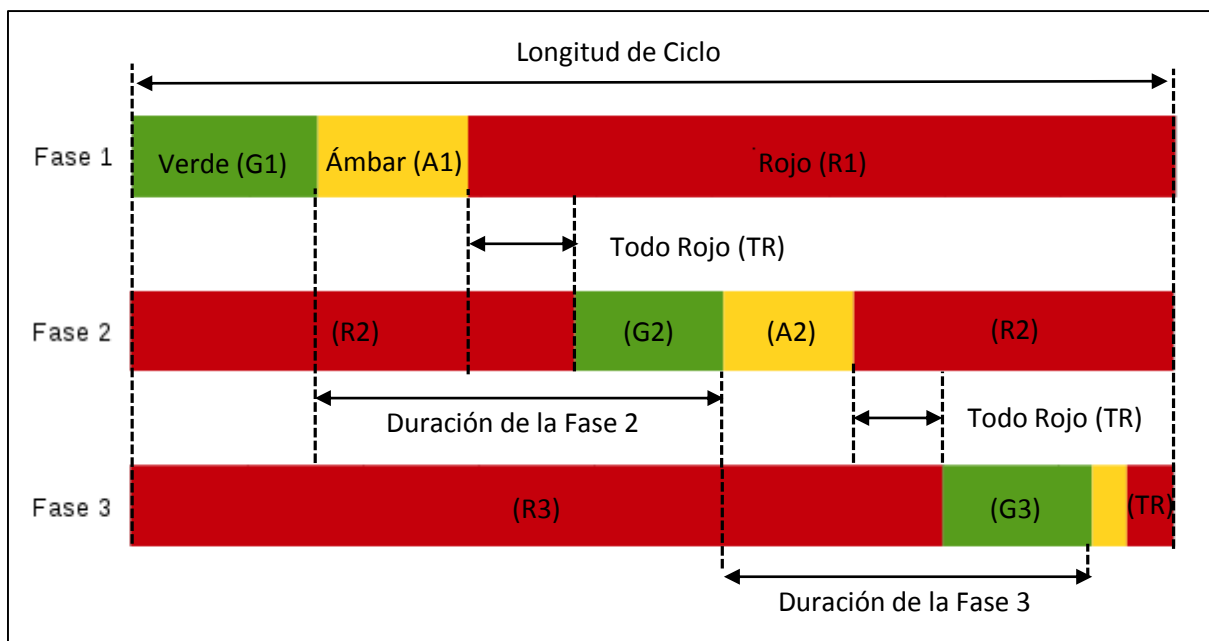 Longitud de Ciclo
Fase 1
Verde (G1)
Ámbar (A1)
Rojo (R1)
Todo Rojo (TR)
Fase 2
(R2)
(G2)
(A2)
(R2)
Duración de la Fase 2
Todo Rojo (TR)
Fase 3
(R3)
(G3)
(TR)
Duración de la Fase 3